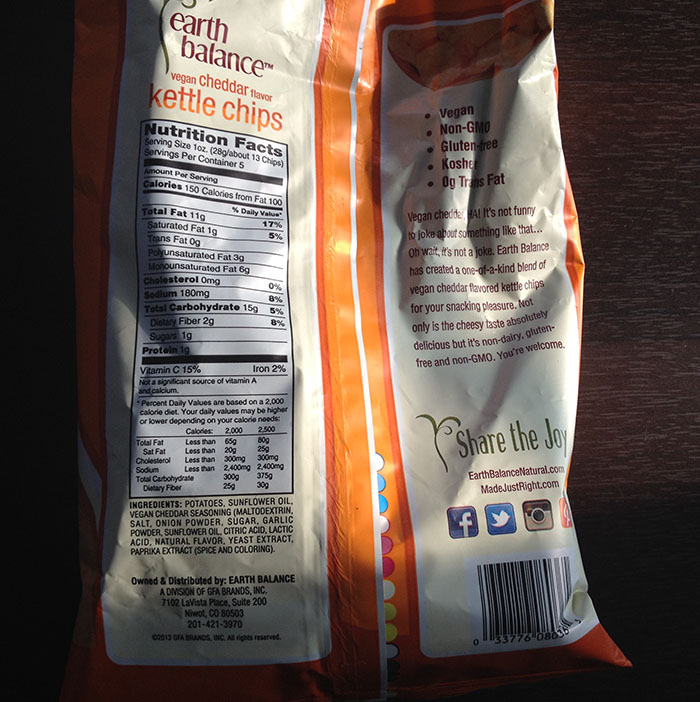 earth
balance™
vegan cheddar flavor
kettle chips
Nutrition Facts
Serving Size 1oz. (28g/about 13 Chips)
Servings Per Container 5
Amount Per Serving
Calories 150 Calories from Fat 100
% Daily Value*
Total Fat 11g 17%
Saturated Fat 1g 5%
Trans Fat 0g
Polyunsaturated Fat 3g
Monounsaturated Fat 6g
Cholesterol 0mg 0%
Sodium 180mg 8%
Total Carbohydrate 15g 5%
Dietary Fiber 2g 8%
Sugars 1g
Protein 1g
Vitamin C 15% Iron 2%
Not a significant source of vitamin A
and calcium.
*Percent Daily Values are based on a 2,000
calorie diet. Your daily values may be higher
or lower depending on your calorie needs:
Calories: 2,000 2,500
Total Fat Less than 65g 80g
Sat Fat Less than 20g 25g
Cholesterol Less than 300mg 300mg
Sodium Less than 2,400mg 2,400mg
Total Carbohydrate 300g 375g
Dietary Fiber 25g 30g
INGREDIENTS: POTATOES, SUNFLOWER OIL,
VEGAN CHEDDAR SEASONING (MALTODEXTRIN,
SALT, ONION POWDER, SUGAR, GARLIC
POWDER, SUNFLOWER OIL, CITRIC ACID, LACTIC
ACID, NATURAL FLAVOR, YEAST EXTRACT,
PAPRIKA EXTRACT (SPICE AND COLORING).
Owned & Distributed by: EARTH BALANCE
A DIVISION OF GFA BRANDS, INC.
7102 LaVista Place, Suite 200
Niwot, CO 80503
201-421-3970
©2013 GFA BRANDS, INC. All rights reserved.
• Vegan
• Non-GMO
• Gluten-free
• Kosher
• 0g Trans Fat
Vegan cheddar, HA! It's not funny
to joke about something like that...
Oh wait, it's not a joke. Earth Balance
has created a one-of-a-kind blend of
vegan cheddar flavored kettle chips
for your snacking pleasure. Not
only is the cheesy taste absolutely
delicious but it's non-dairy, gluten-
free and non-GMO. You're welcome.
Share the Joy
EarthBalanceNatural.com
MadeJustRight.com
0 33776 080